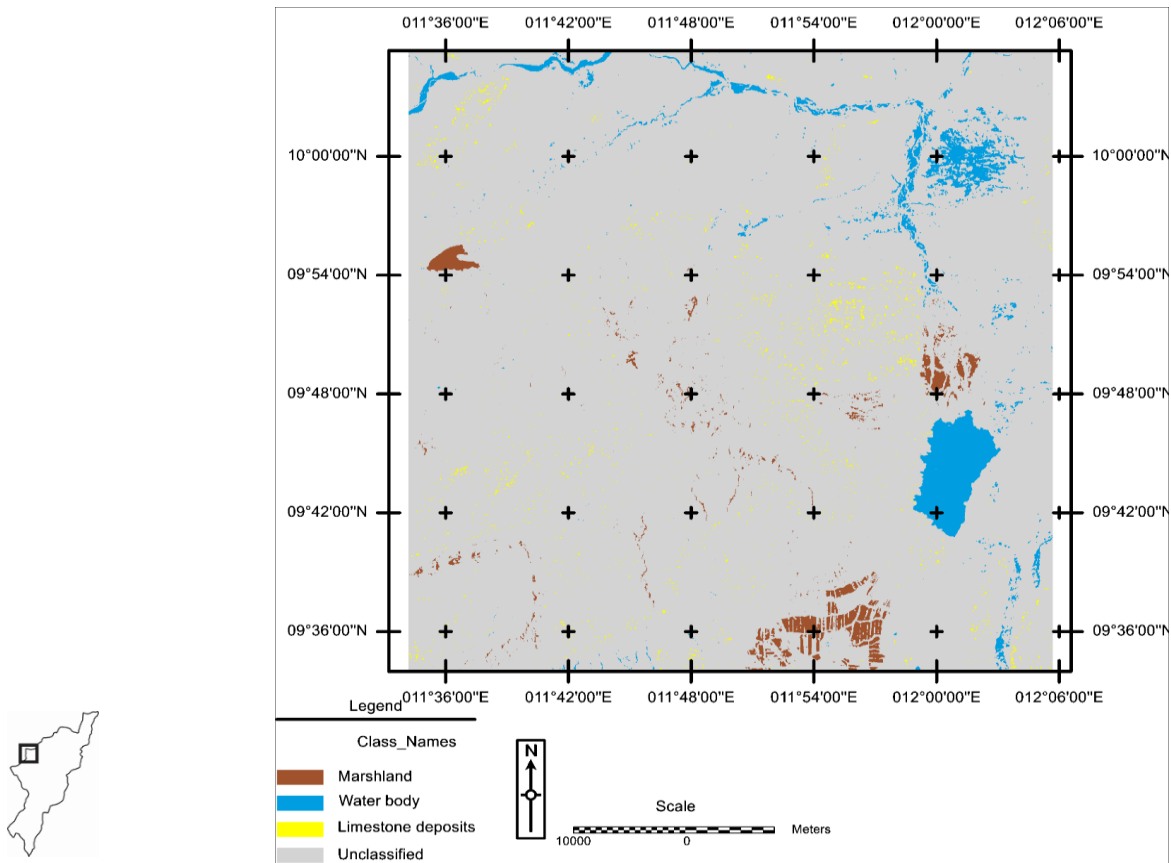 011°36'00"E 011°42'00"E 011°48'00"E 011°54'00"E 012°00'00"E 012°06'00"E
10°00'00"N 10°00'00"N
09°54'00"N 09°54'00"N
09°48'00"N 09°48'00"N
09°42'00"N 09°42'00"N
09°36'00"N 09°36'00"N
011°36'00"E 011°42'00"E 011°48'00"E 011°54'00"E 012°00'00"E 012°06'00"E
Legend
Class_Names
Marshland
Water body
Limestone deposits
Unclassified
N
Scale
Meters
10000 0